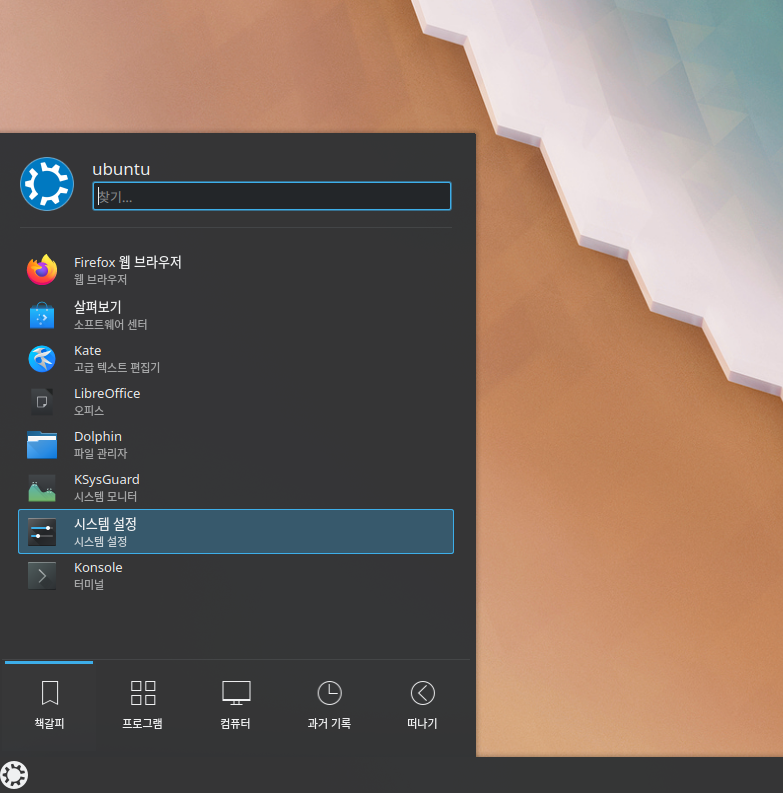 ubuntu
찾기...
Firefox 웹 브라우저
웹 브라우저
살펴보기
소프트웨어 센터
Kate
고급 텍스트 편집기
LibreOffice
오피스
Dolphin
파일 관리자
KSysGuard
시스템 모니터
시스템 설정
시스템 설정
Konsole
터미널
책갈피
프로그램
컴퓨터
과거 기록
떠나기